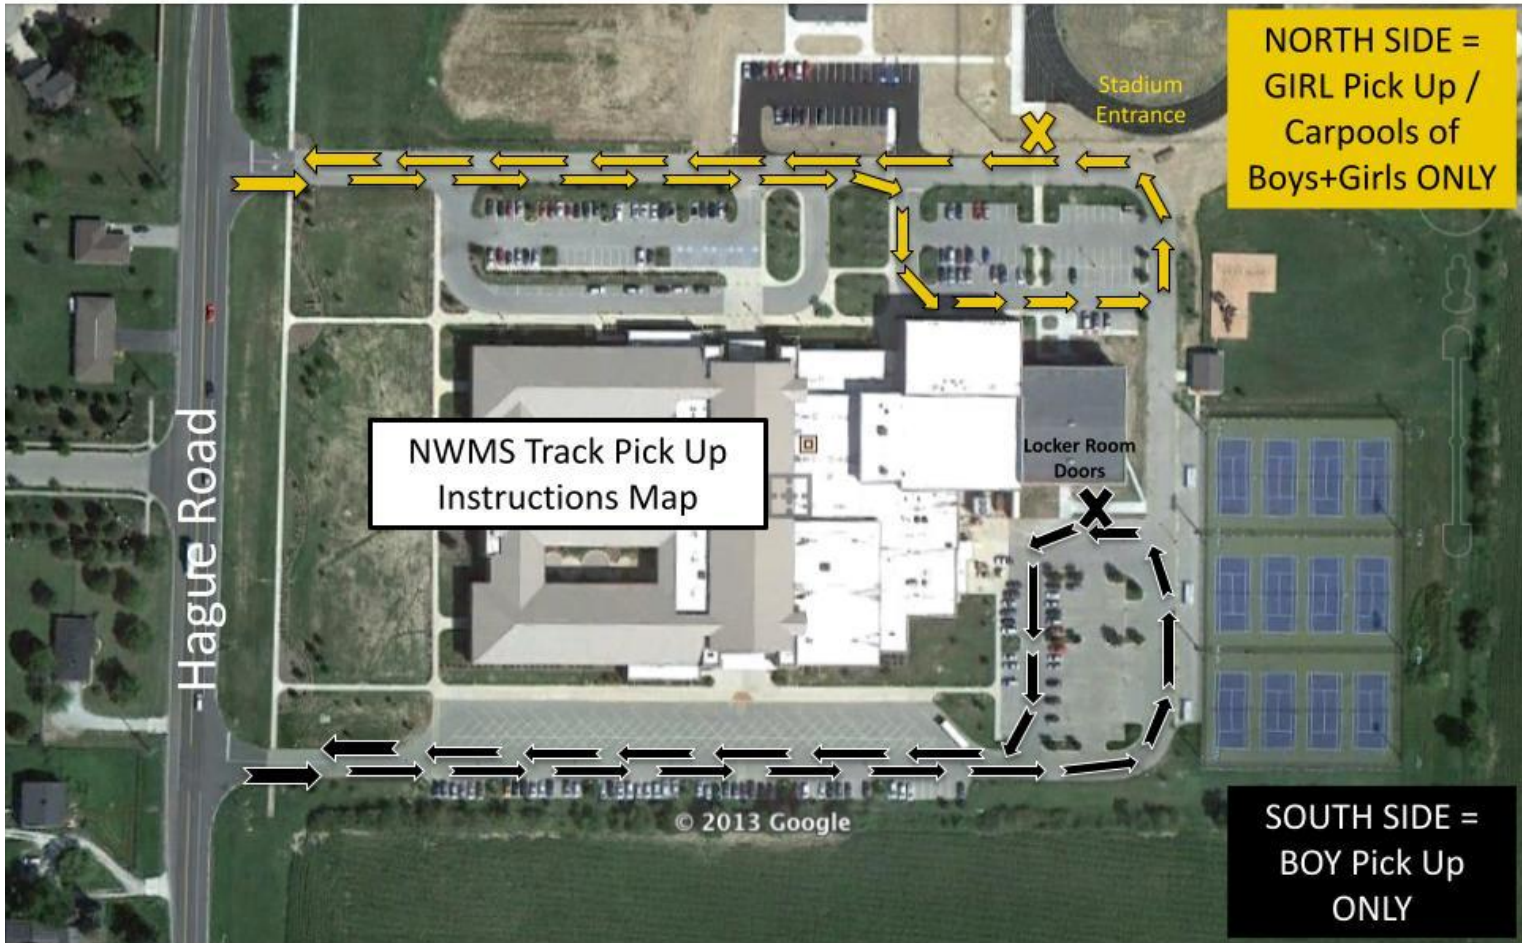 NORTH SIDE =
GIRL Pick Up /
Carpools of
Boys+Girls ONLY
Stadium
Entrance
NWMS Track Pick Up
Instructions Map
Locker Room
Doors
Hague Road
© 2013 Google
SOUTH SIDE =
BOY Pick Up
ONLY